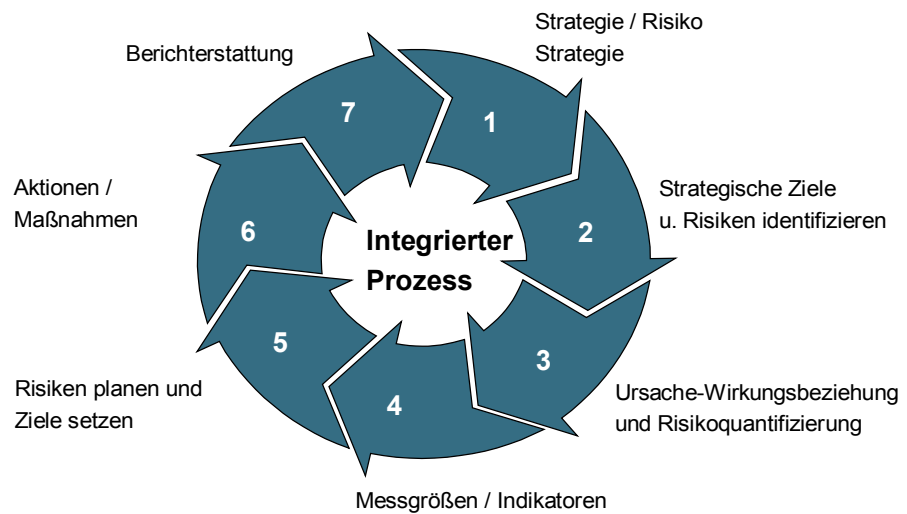 Strategie / Risiko
Strategie
1
Strategische Ziele
u. Risiken identifizieren
2
Ursache-Wirkungsbeziehung
und Risikoquantifizierung
3
Messgrößen / Indikatoren
4
Risiken planen und
Ziele setzen
5
Aktionen /
Maßnahmen
6
Berichterstattung
7
Integrierter
Prozess